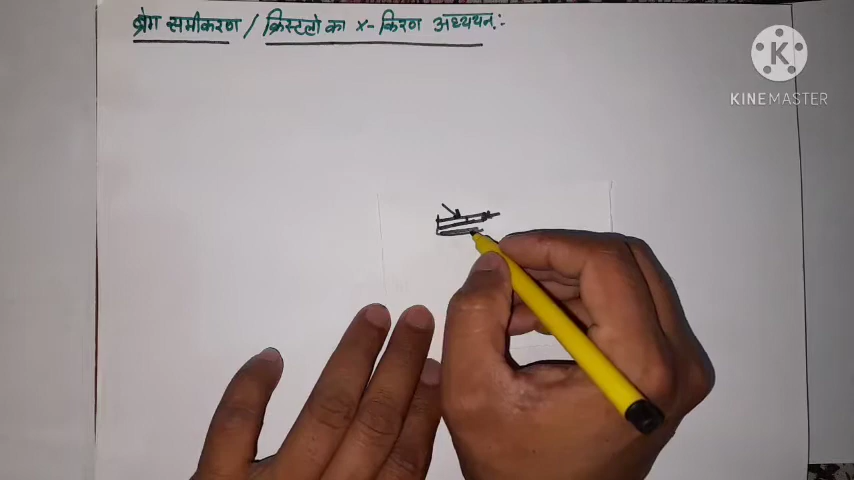 ब्रेग समीकरण / क्रिस्टलो का x-किरण अध्ययन:-
K
KINEMASTER